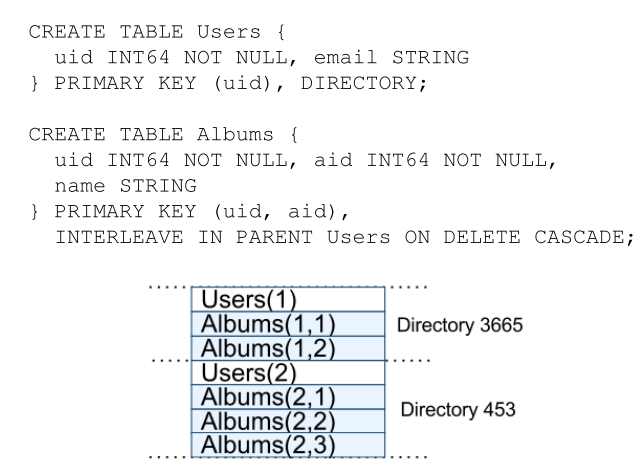 CREATE TABLE Users {
uid INT64 NOT NULL, email STRING
} PRIMARY KEY (uid), DIRECTORY;
CREATE TABLE Albums {
uid INT64 NOT NULL, aid INT64 NOT NULL,
name STRING
} PRIMARY KEY (uid, aid),
INTERLEAVE IN PARENT Users ON DELETE CASCADE;
Users(1)
Albums(1,1) Directory 3665
Albums(1,2)
Users(2)
Albums(2,1)
Albums(2,2) Directory 453
Albums(2,3)